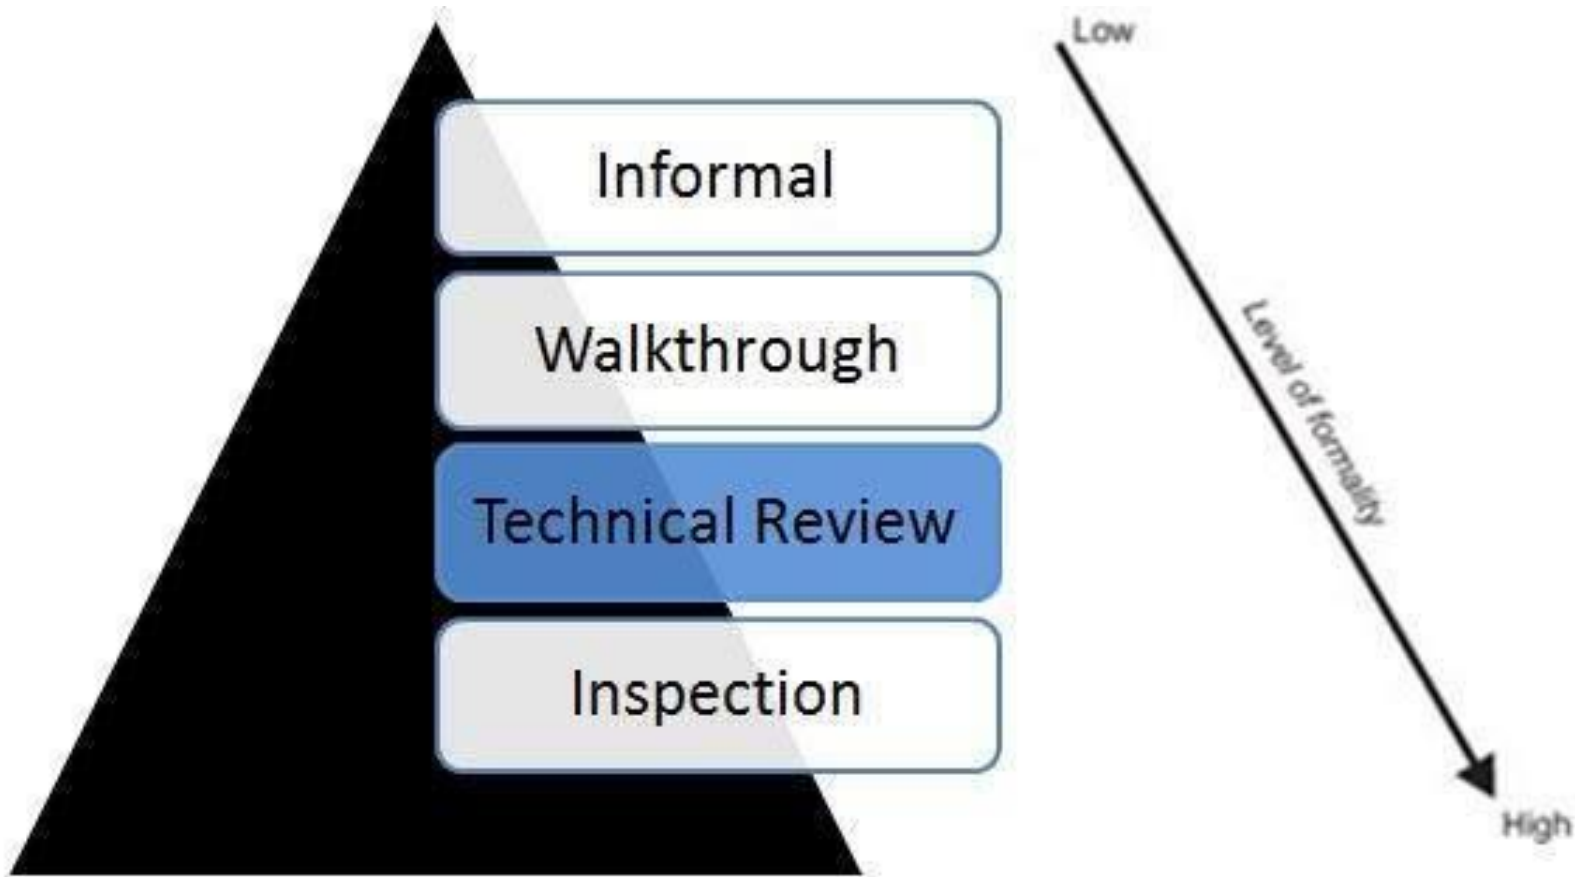 Low
Informal
Walkthrough
Level of formality
Technical Review
Inspection
High